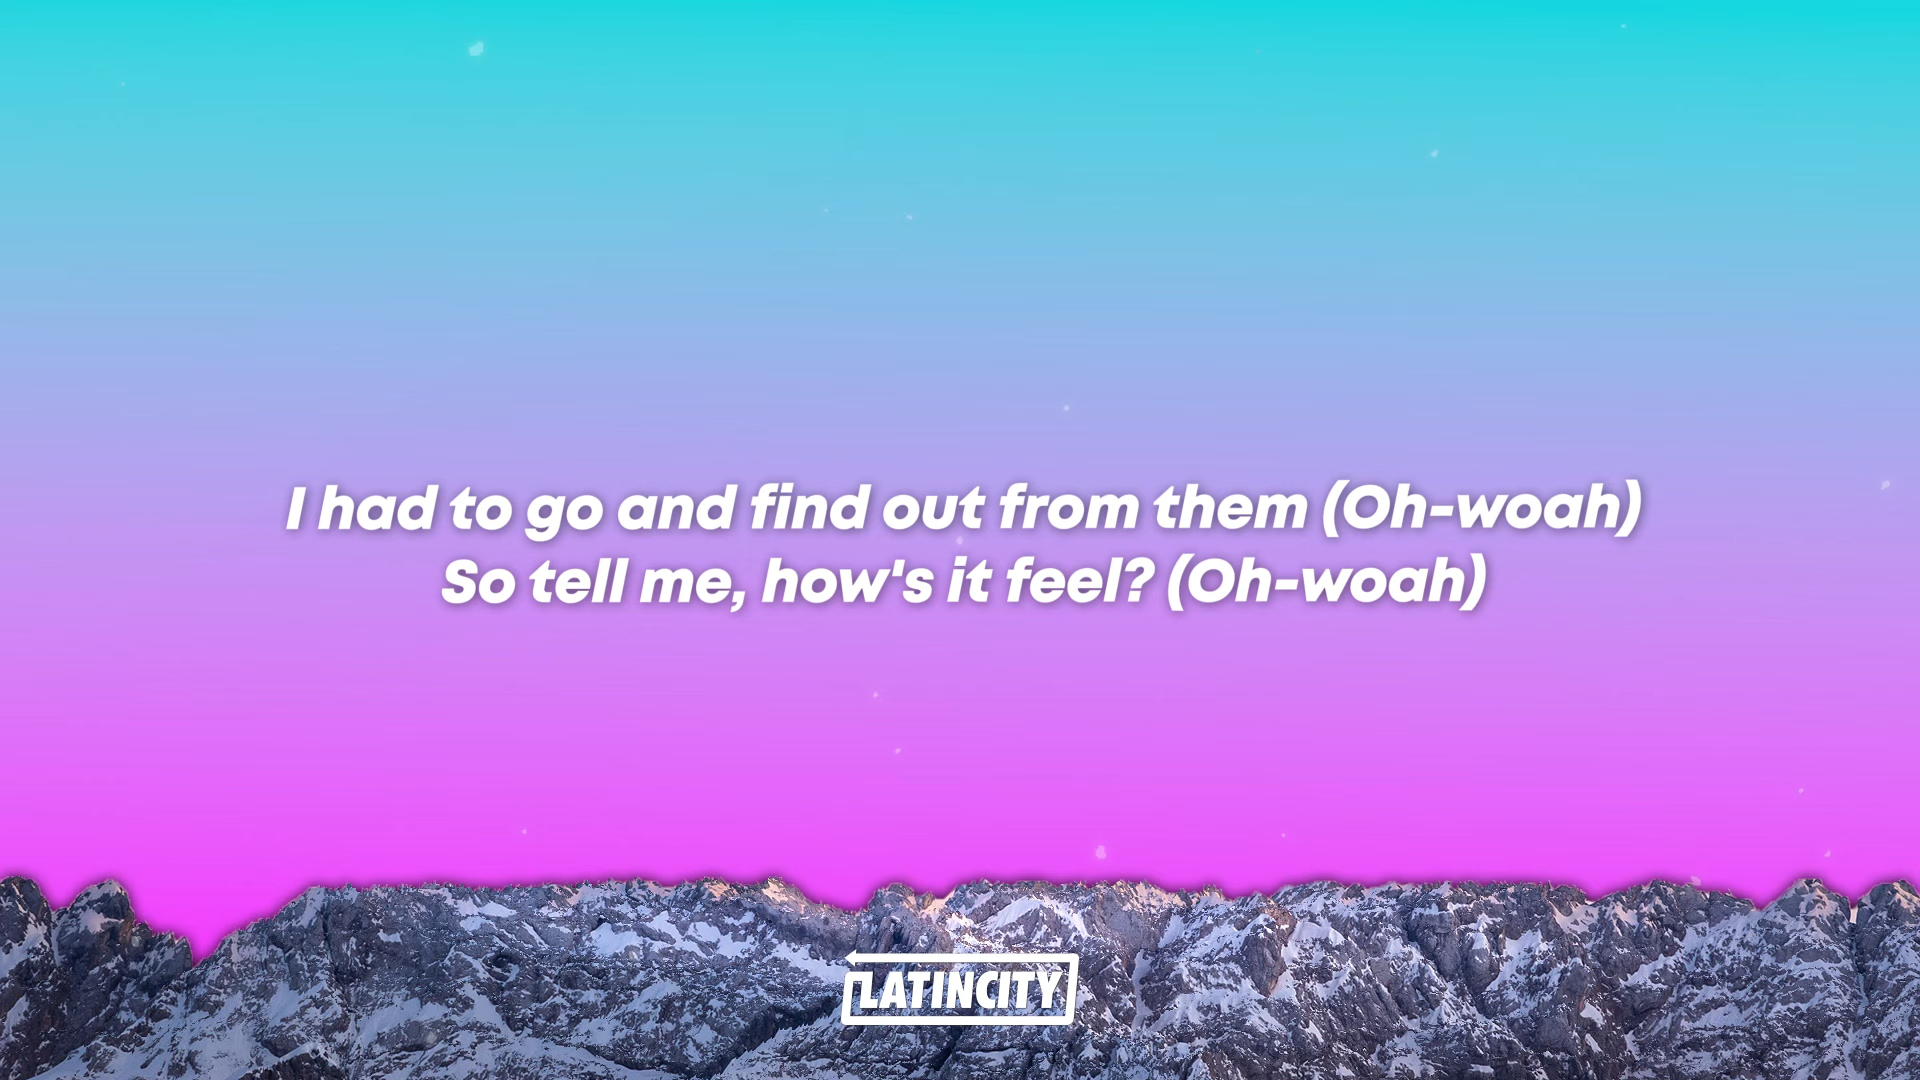 I had to go and find out from them (Oh-woah)
So tell me, how's it feel? (Oh-woah)
LATINCITY